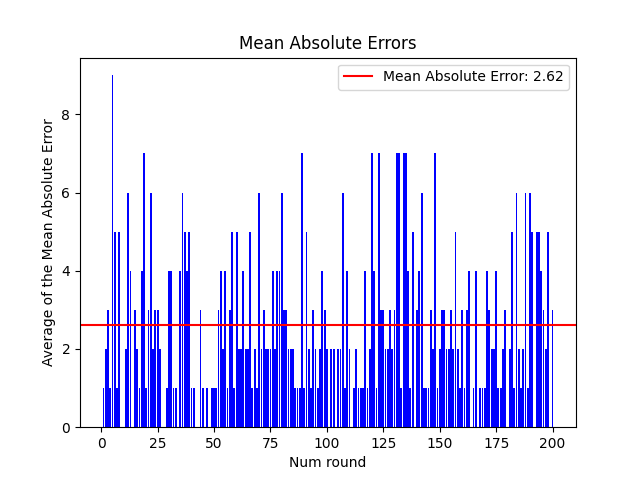 Mean Absolute Errors
Mean Absolute Error: 2.62
Average of the Mean Absolute Error
8
6
4
2
0
0 25 50 75 100 125 150 175 200
Num round